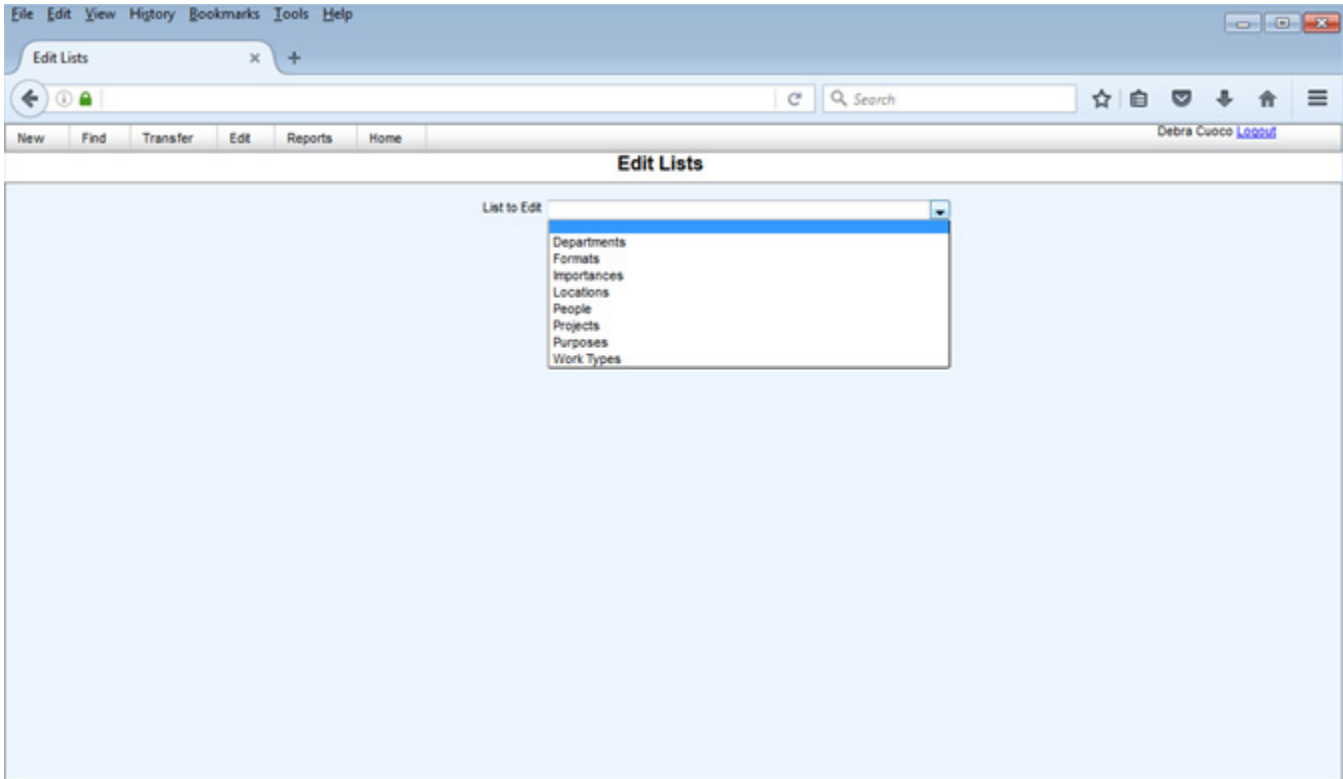 File Edit View History Bookmarks Tools Help
Edit Lists
Search
New Find Transfer Edit Reports Home
Debra Cuoco Logout
Edit Lists
List to Edit
Departments
Formats
Importances
Locations
People
Projects
Purposes
Work Types